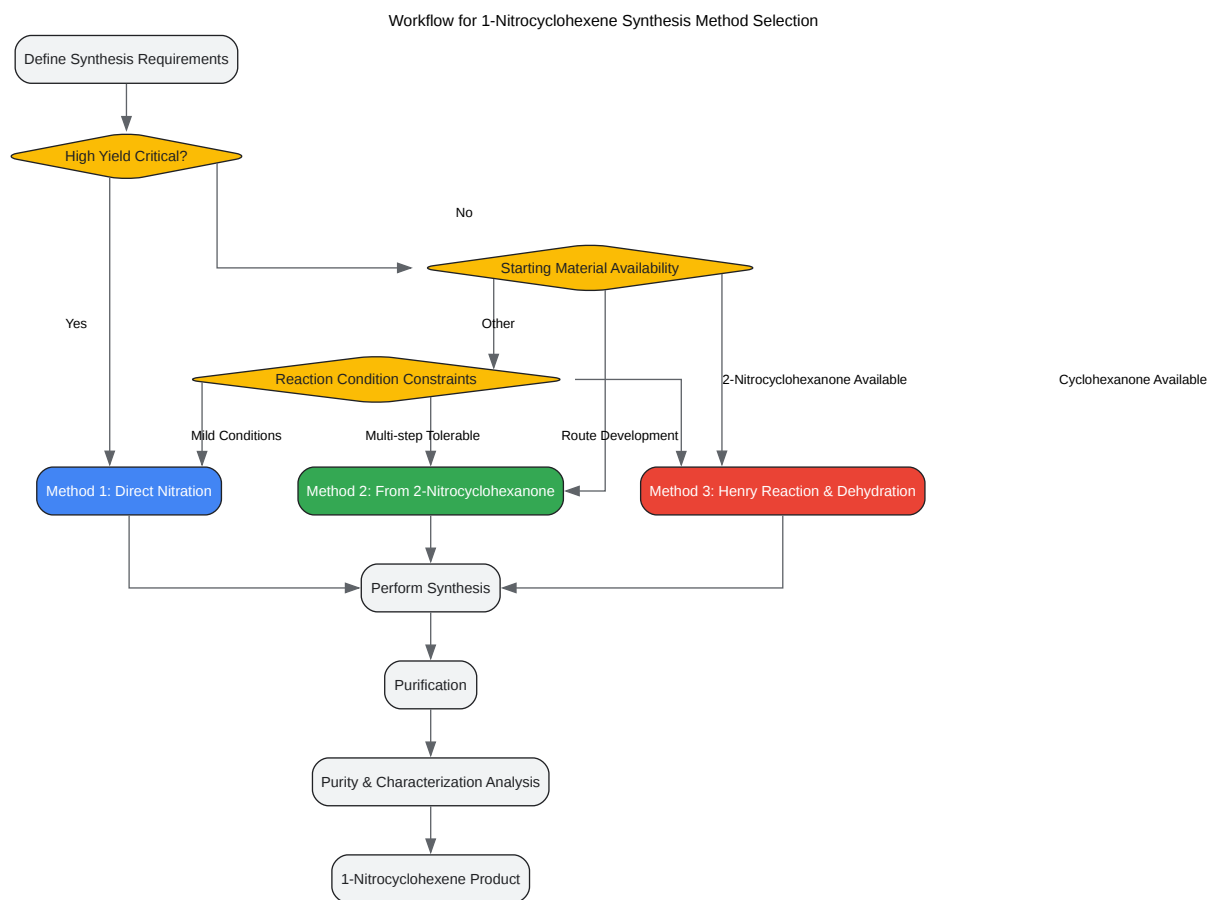 Workflow for 1-Nitrocyclohexene Synthesis Method Selection
Define Synthesis Requirements
High Yield Critical?
No
Starting Material Availability
Yes
Other
Reaction Condition Constraints
2-Nitrocyclohexanone Available
Cyclohexanone Available
Mild Conditions
Multi-step Tolerable
Route Development
Method 1: Direct Nitration
Method 2: From 2-Nitrocyclohexanone
Method 3: Henry Reaction & Dehydration
Perform Synthesis
Purification
Purity & Characterization Analysis
1-Nitrocyclohexene Product